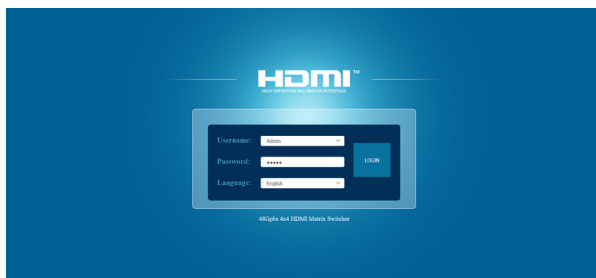 HDMI™
HIGH DEFINITION MULTIMEDIA INTERFACE
Username: Admin
Password: •••••
LOGIN
Language: English
48Gpbs 4x4 HDMI Matrix Switcher